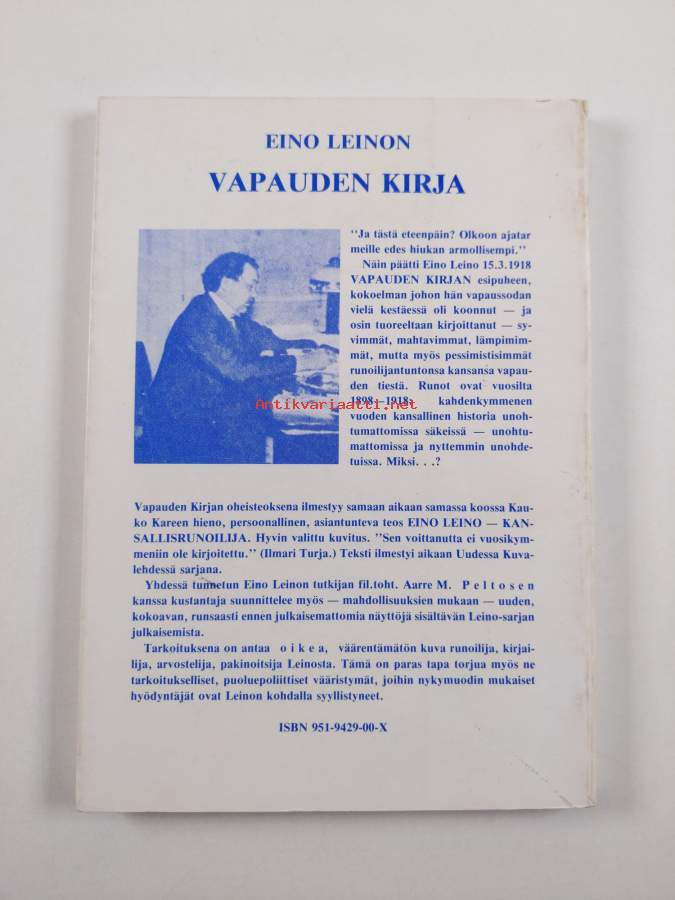 EINO LEINON
VAPAUDEN KIRJA
"Ja tästä eteenpäin? Olkoon ajatar
meille edes hiukan armollisempi."
Näin päätti Eino Leino 15.3.1918
VAPAUDEN KIRJAN esipuheen,
kokoelman johon hän vapaussodan
vielä kestäessä oli koonnut — ja
osin tuoreeltaan kirjoittanut — sy-
vimmät, mahtavimmat, lämpimim-
mät, mutta myös pessimistisimmät
runoilijantuntonsa kansansa vapau-
den tiestä. Runot ovat vuosilta
1898—1918: kahdenkymmenen
Antikvariaatti.net
vuoden kansallinen historia unoh-
tumattomissa säkeissä — unohtu-
mattomissa ja nyttemmin unohde-
tuissa. Miksi. . .?
Vapauden Kirjan oheisteoksena ilmestyy samaan aikaan samassa koossa Kau-
ko Kareen hieno, persoonallinen, asiantunteva teos EINO LEINO — KAN-
SALLISRUNOILIJA. Hyvin valittu kuvitus. "Sen voittanutta ei vuosikym-
meniin ole kirjoitettu." (Ilmari Turja.) Teksti ilmestyi aikaan Uudessa Kuva-
lehdessä sarjana.
Yhdessä tunnetun Eino Leinon tutkijan fil.toht. Aarre M. Peltosen
kanssa kustantaja suunnittelee myös — mahdollisuuksien mukaan — uuden,
kokoavan, runsaasti ennen julkaisemattomia näyttöjä sisältävän Leino-sarjan
julkaisemista.
Tarkoituksena on antaa oikea, väärentämätön kuva runoilija, kirjai-
lija, arvostelija, pakinoitsija Leinosta. Tämä on paras tapa torjua myös ne
tarkoitukselliset, puoluepoliittiset vääristymät, joihin nykymuodin mukaiset
hyödyntäjät ovat Leinon kohdalla syyllistyneet.
ISBN 951-9429-00-X